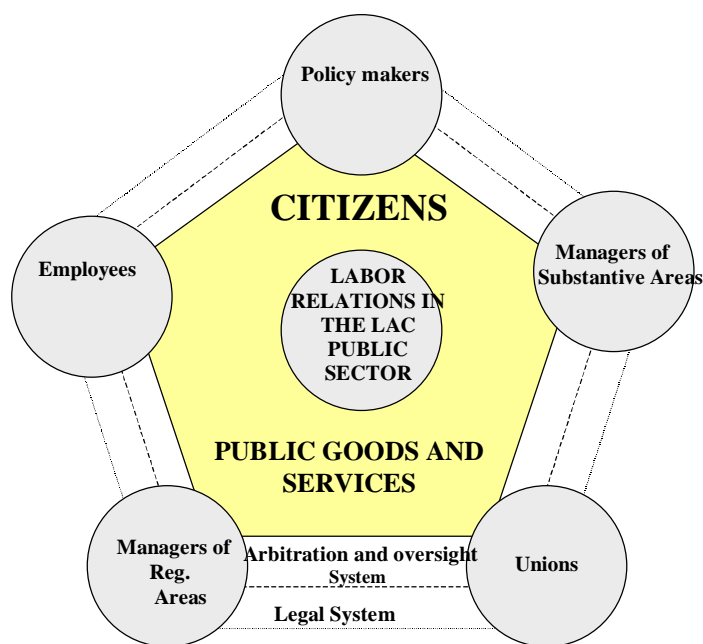 Policy makers
CITIZENS
Employees
Managers of
Substantive Areas
LABOR
RELATIONS IN
THE LAC
PUBLIC
SECTOR
PUBLIC GOODS AND
SERVICES
Managers of
Reg.
Areas
Arbitration and oversight
System
Legal System
Unions